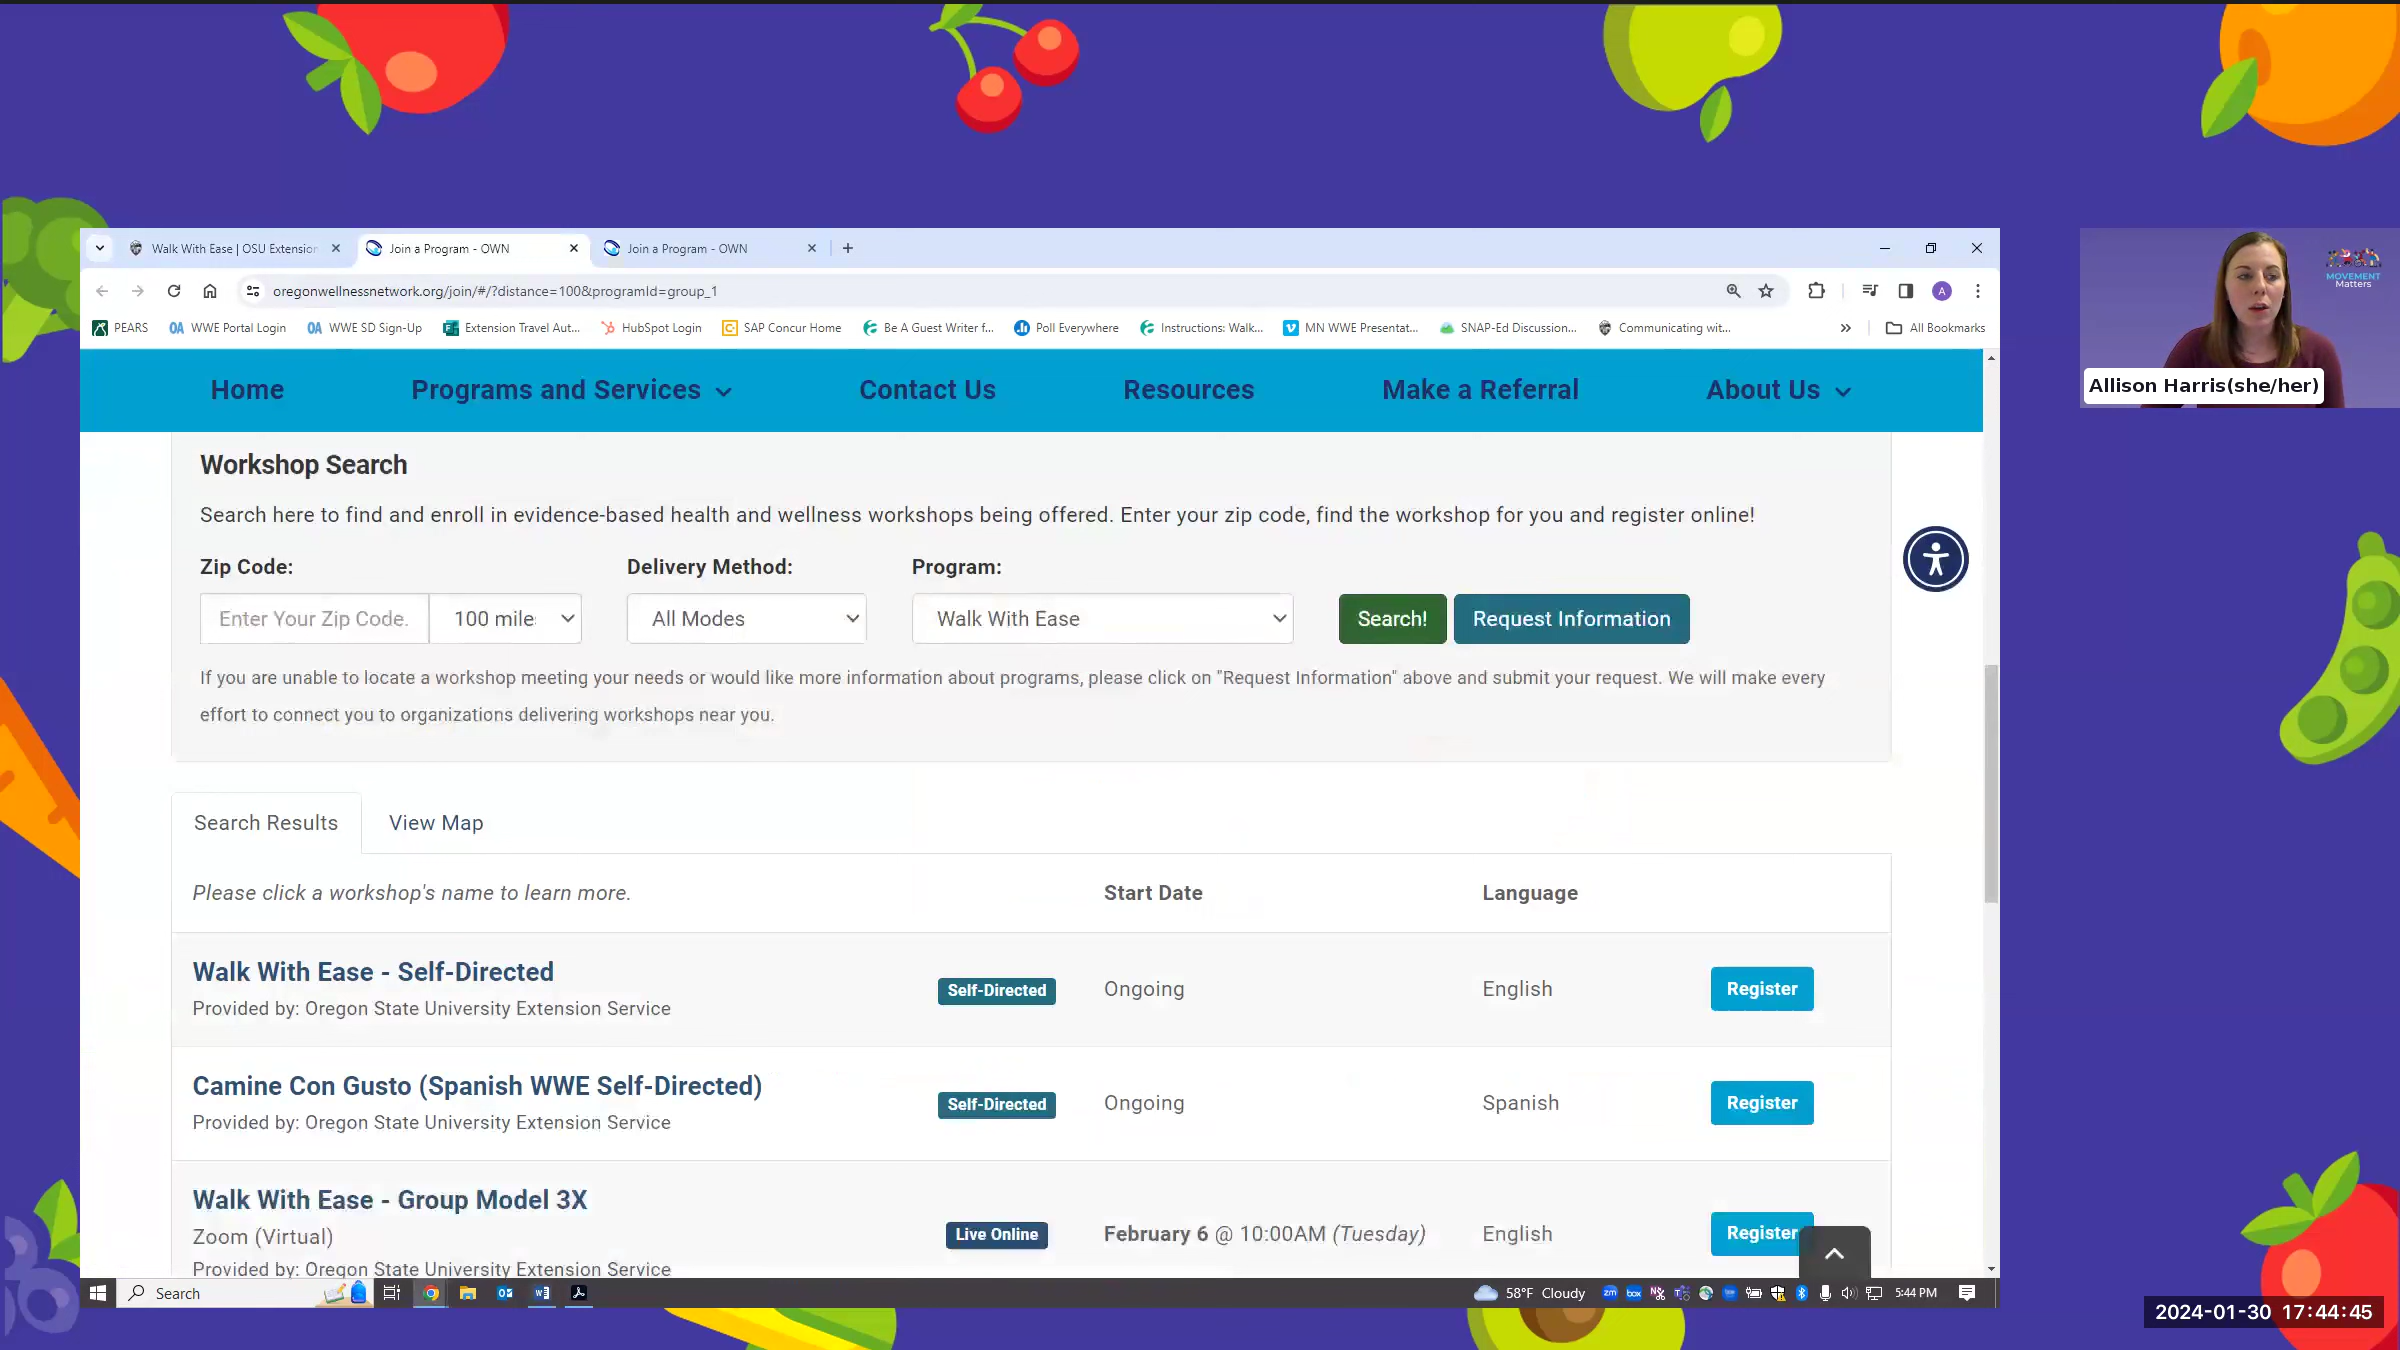 Walk With Ease | OSU Extension
Join a Program - OWN
Join a Program - OWN
oregonwellnessnetwork.org/join/#/?distance=100&programId=group_1
A
PEARS
WWE Portal Login
WWE SD Sign-Up
Extension Travel Aut...
HubSpot Login
SAP Concur Home
Be A Guest Writer f...
Poll Everywhere
Instructions: Walk...
MN WWE Presentat...
SNAP-Ed Discussion...
Communicating wit...
All Bookmarks
Home
Programs and Services
Contact Us
Resources
Make a Referral
About Us
Workshop Search
Search here to find and enroll in evidence-based health and wellness workshops being offered. Enter your zip code, find the workshop for you and register online!
Zip Code:
Delivery Method:
Program:
Enter Your Zip Code.
100 miles
All Modes
Walk With Ease
Search!
Request Information
If you are unable to locate a workshop meeting your needs or would like more information about programs, please click on "Request Information" above and submit your request. We will make every
effort to connect you to organizations delivering workshops near you.
Search Results
View Map
Please click a workshop's name to learn more.
Start Date
Language
Walk With Ease - Self-Directed
Provided by: Oregon State University Extension Service
Self-Directed
Ongoing
English
Register
Camine Con Gusto (Spanish WWE Self-Directed)
Provided by: Oregon State University Extension Service
Self-Directed
Ongoing
Spanish
Register
Walk With Ease - Group Model 3X
Zoom (Virtual)
Provided by: Oregon State University Extension Service
Live Online
February 6 @ 10:00AM (Tuesday)
English
Register
Search
58°F Cloudy
5:44 PM
MOVEMENT
Matters
Allison Harris(she/her)
2024-01-30 17:44:45